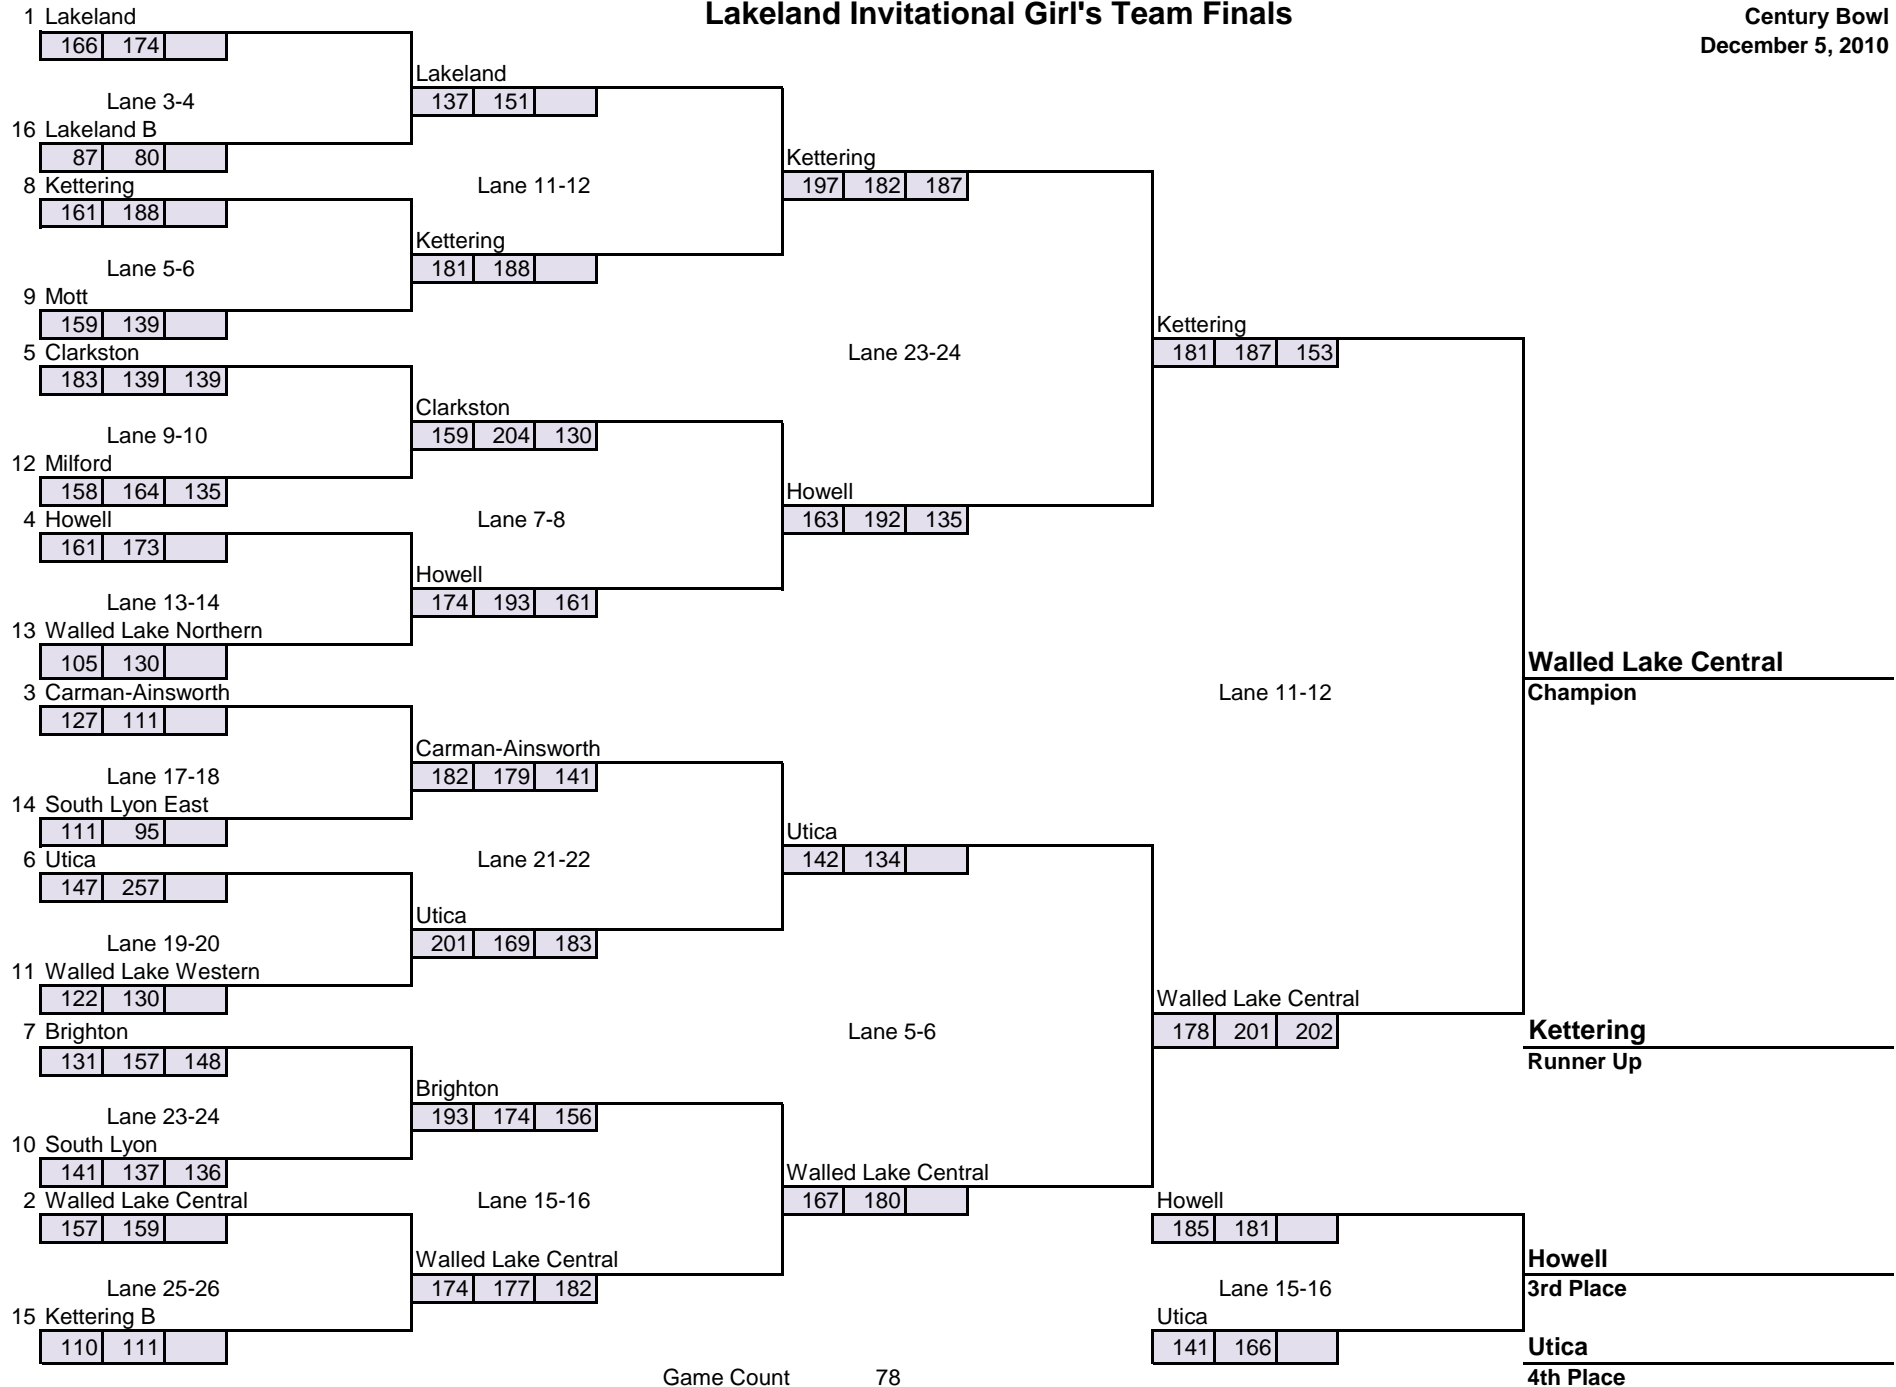 Lakeland Invitational Girl's Team Finals
Century Bowl
December 5, 2010
1 Lakeland
166 174
Lane 3-4
16 Lakeland B
87 80
8 Kettering
161 188
Lane 5-6
9 Mott
159 139
5 Clarkston
183 139 139
Lane 9-10
12 Milford
158 164 135
4 Howell
161 173
Lane 13-14
13 Walled Lake Northern
105 130
3 Carman-Ainsworth
127 111
Lane 17-18
14 South Lyon East
111 95
6 Utica
147 257
Lane 19-20
11 Walled Lake Western
122 130
7 Brighton
131 157 148
Lane 23-24
10 South Lyon
141 137 136
2 Walled Lake Central
157 159
Lane 25-26
15 Kettering B
110 111
Lakeland
137 151
Lane 11-12
Kettering
181 188
Clarkston
159 204 130
Lane 7-8
Howell
174 193 161
Carman-Ainsworth
182 179 141
Lane 21-22
Utica
201 169 183
Brighton
193 174 156
Lane 15-16
Walled Lake Central
174 177 182
Kettering
197 182 187
Lane 23-24
Howell
163 192 135
Utica
142 134
Lane 5-6
Walled Lake Central
167 180
Kettering
181 187 153
Lane 11-12
Walled Lake Central
178 201 202
Howell
185 181
Lane 15-16
Utica
141 166
Walled Lake Central
Champion
Kettering
Runner Up
Howell
3rd Place
Utica
4th Place
Game Count 78